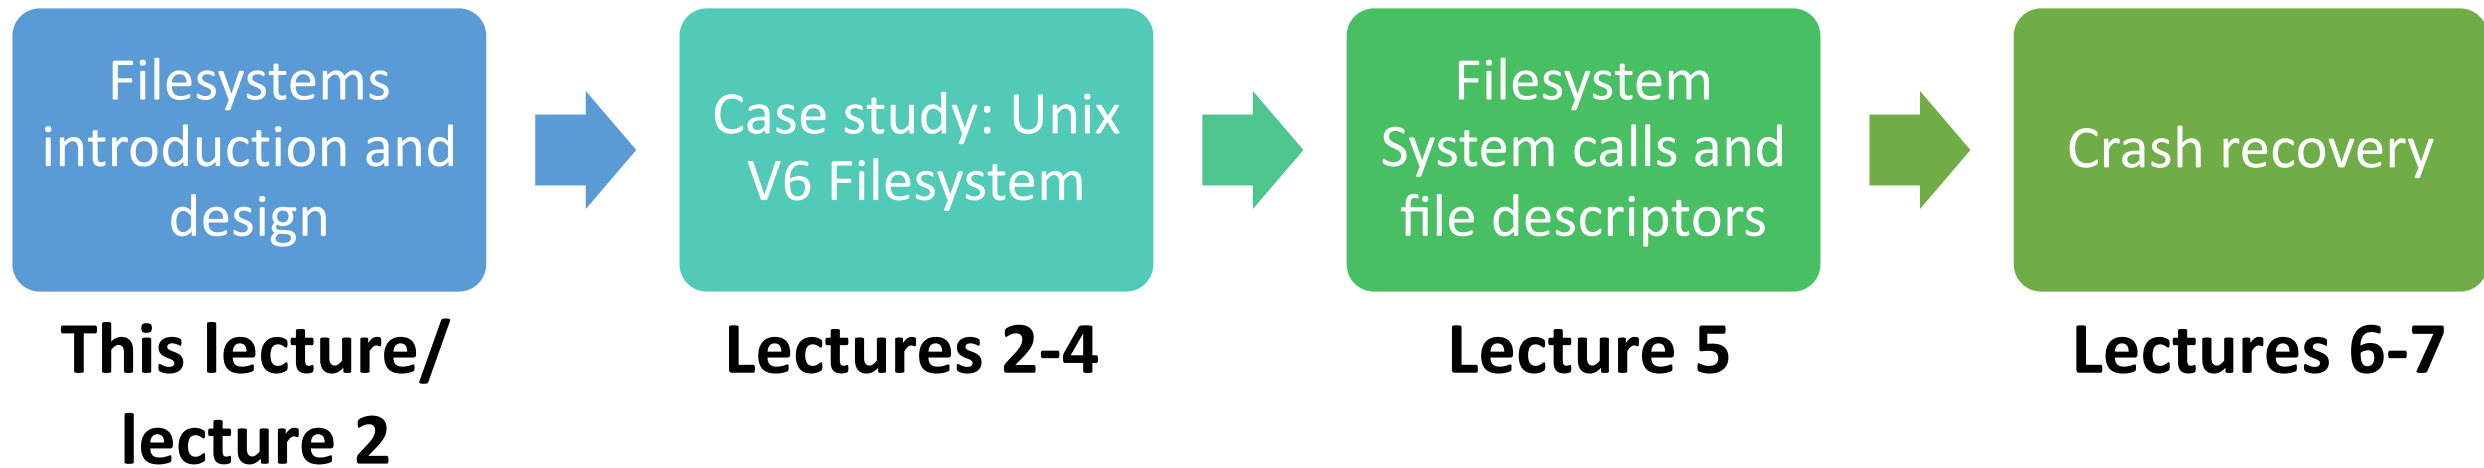 Filesystems
introduction and
design
This lecture/
lecture 2
Case study: Unix
V6 Filesystem
Lectures 2-4
Filesystem
System calls and
file descriptors
Lecture 5
Crash recovery
Lectures 6-7